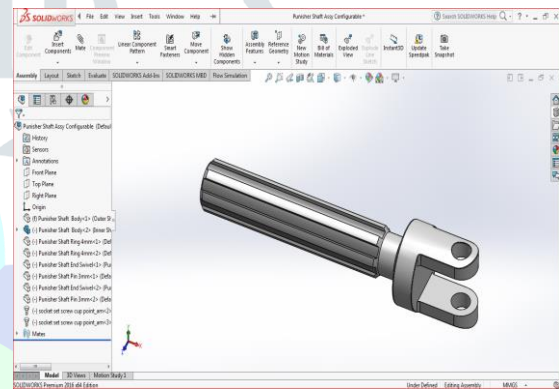 SOLIDWORKS File Edit View Insert Tools Window Help Punisher Shaft Assy Configurable * Search SOLIDWORKS Help
Edit Component Insert Components Mate Component Preview Window Linear Component Pattern Smart Fasteners Move Component Show Hidden Components Assembly Features Reference Geometry New Motion Study Bill of Materials Exploded View Explode Line Sketch Instant3D Update Speedpak Take Snapshot
Assembly Layout Sketch Evaluate SOLIDWORKS Add-Ins SOLIDWORKS MBD Flow Simulation
Punisher Shaft Assy Configurable (Defaul
History
Sensors
Annotations
Front Plane
Top Plane
Right Plane
Origin
(f) Punisher Shaft Body<1> (Outer Sh
(-) Punisher Shaft Body<2> (Inner Sh
(-) Punisher Shaft Ring 4mm<1> (Def
(-) Punisher Shaft Ring 4mm<2> (Def
(-) Punisher Shaft End Swivel<1> (Pu
(-) Punisher Shaft Pin 3mm<1> (Defa
(-) Punisher Shaft End Swivel<2> (Pu
(-) Punisher Shaft Pin 3mm<2> (Defa
(-) socket set screw cup point_am<2>
(-) socket set screw cup point_am<3>
Mates
Model 3D Views Motion Study 2
SOLIDWORKS Premium 2016 x64 Edition Under Defined Editing Assembly MMGS